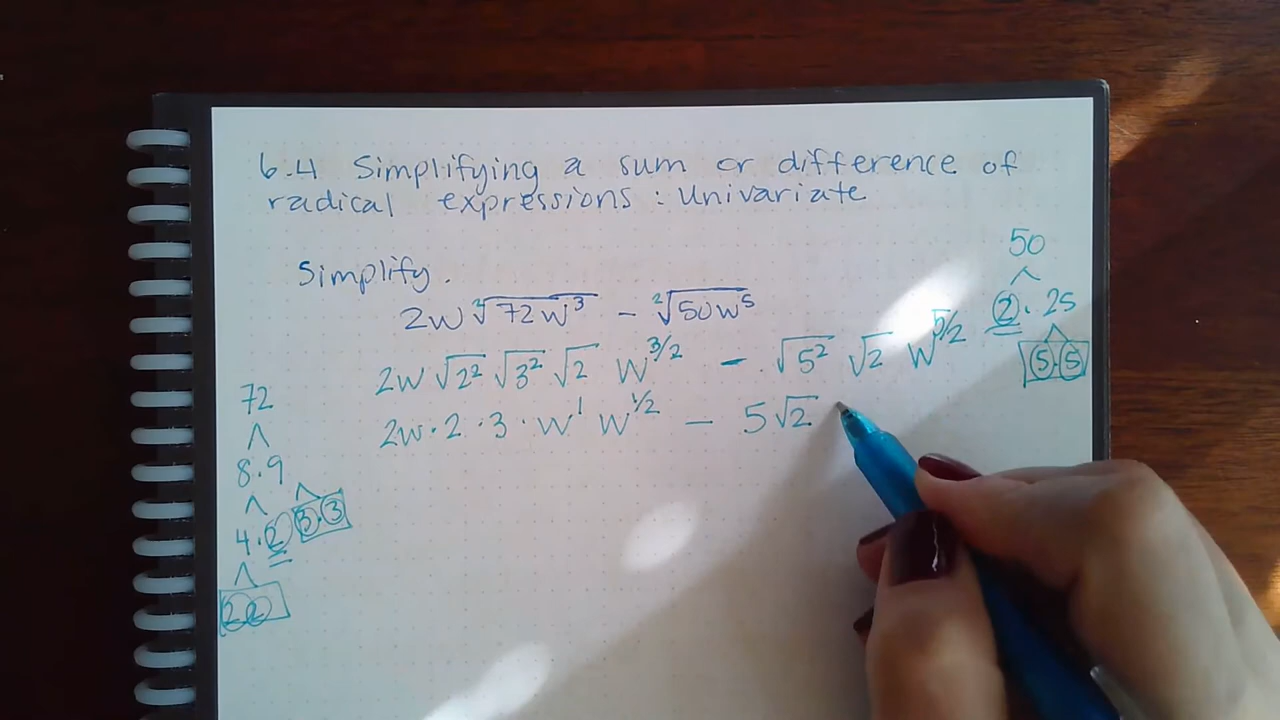 6.4 Simplifying a sum or difference of
radical expressions : Univariate
Simplify.
2w ²√72w³ − ²√50w⁵
2w √2² √3² √2 w^3/2 − √5² √2 w^5/2
2w · 2 · 3 · w¹ w^1/2 − 5√2
72
8 · 9
4 · 2 3 · 3
2 2
50
2 · 25
5 · 5